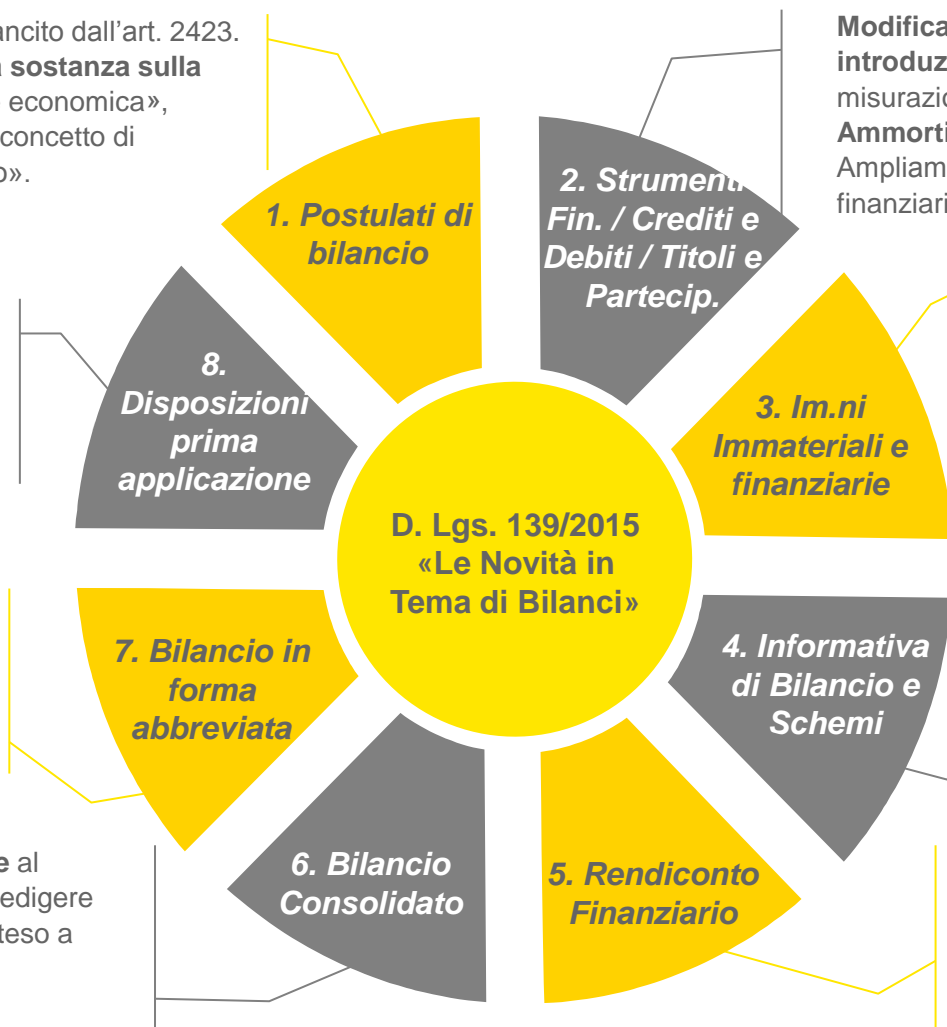 ancito dall'art. 2423.
a sostanza sulla
e economica»,
concetto di
o».
Modifica
introduz
misurazio
Ammorti
Ampliam
finanziari
1. Postulati di
bilancio
2. Strumenti
Fin. / Crediti e
Debiti / Titoli e
Partecip.
3. Im.ni
Immateriali e
finanziarie
4. Informativa
di Bilancio e
Schemi
5. Rendiconto
Finanziario
6. Bilancio
Consolidato
7. Bilancio in
forma
abbreviata
8.
Disposizioni
prima
applicazione
D. Lgs. 139/2015
«Le Novità in
Tema di Bilanci»
e al
edigere
teso a